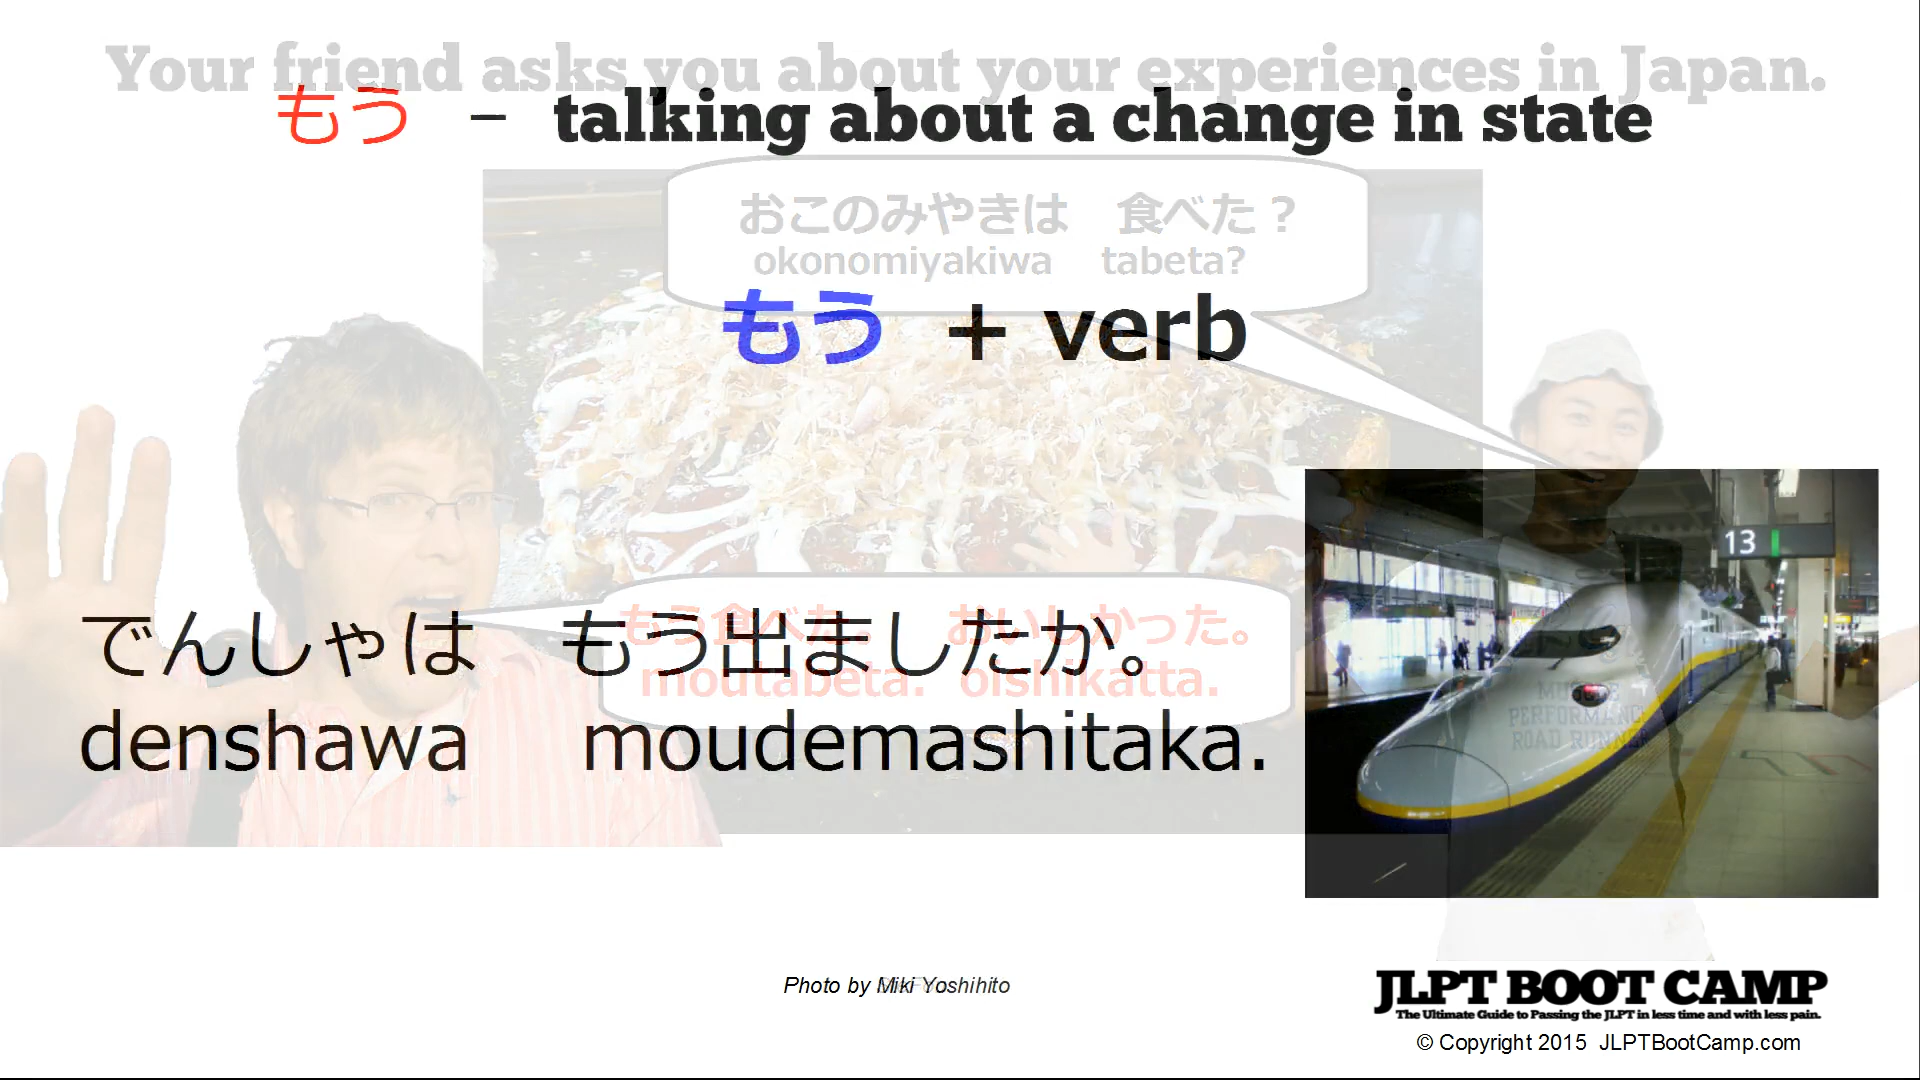 Your friend asks you about your experiences in Japan.
もう – talking about a change in state
おこのみやきは 食べた？
okonomiyakiwa tabeta?
もう + verb
13
もう食べた。 おいしかった。
moutabeta. oishikatta.
でんしゃは もう出ましたか。
denshawa moudemashitaka.
PERFORMANCE
ROAD RUNNER
Photo by Miki Yoshihito
JLPT BOOT CAMP
The Ultimate Guide to Passing the JLPT in less time and with less pain.
© Copyright 2015 JLPTBootCamp.com